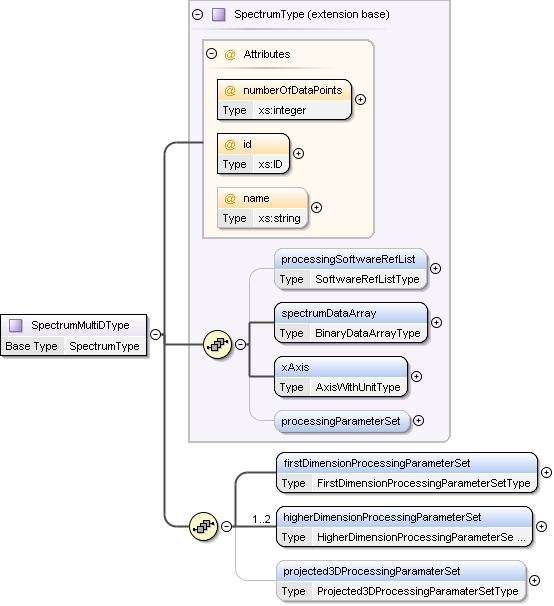 SpectrumType (extension base)
@ Attributes
@ numberOfDataPoints
Type xs:integer
@ id
Type xs:ID
@ name
Type xs:string
processingSoftwareRefList
Type SoftwareRefListType
SpectrumMultiDType
Base Type SpectrumType
spectrumDataArray
Type BinaryDataArrayType
xAxis
Type AxisWithUnitType
processingParameterSet
firstDimensionProcessingParameterSet
Type FirstDimensionProcessingParameterSetType
1..2
higherDimensionProcessingParameterSet
Type HigherDimensionProcessingParameterSe ...
projected3DProcessingParamaterSet
Type Projected3DProcessingParamaterSetType